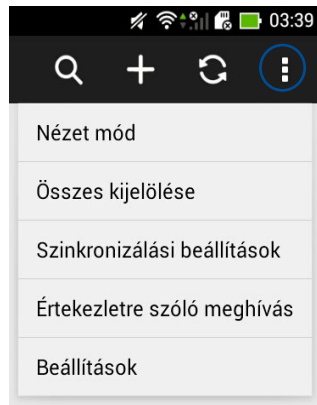 03:39
Nézet mód
Összes kijelölése
Szinkronizálási beállítások
Értekezletre szóló meghívás
Beállítások